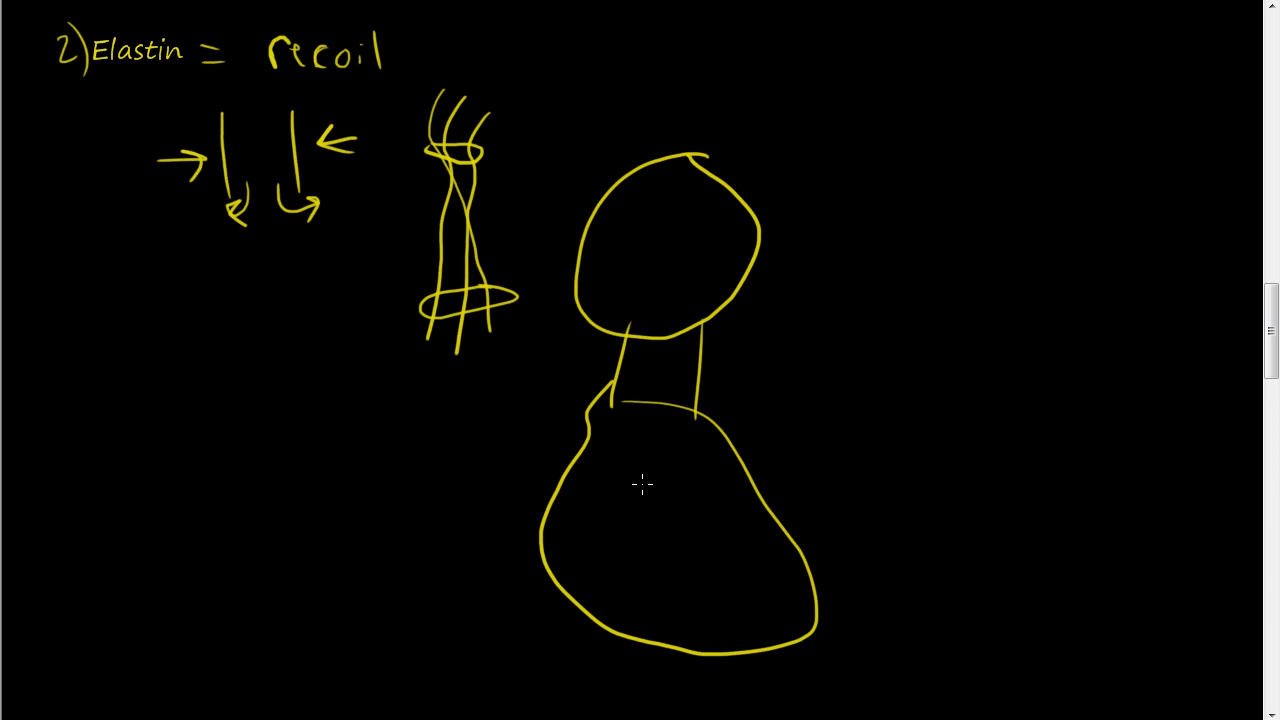 2) Elastin = recoil